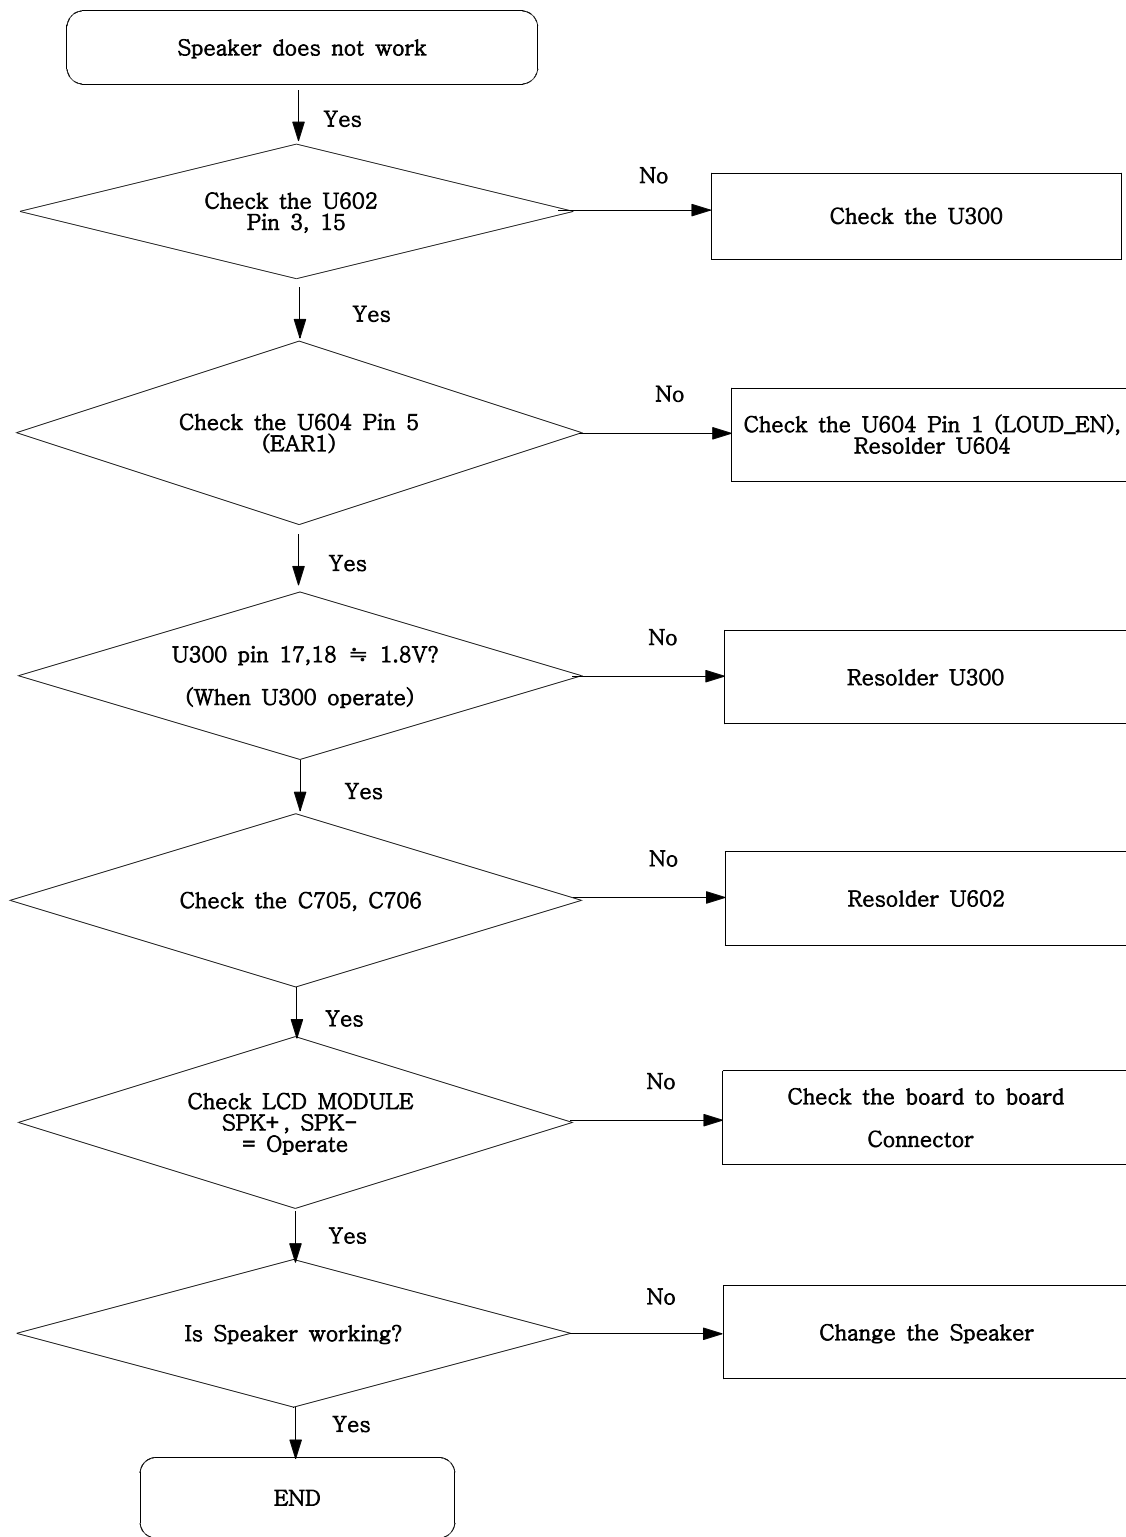 Speaker does not work
Yes
Check the U602
Pin 3, 15
No
Check the U300
Yes
Check the U604 Pin 5
(EAR1)
No
Check the U604 Pin 1 (LOUD_EN),
Resolder U604
Yes
U300 pin 17,18 ≒ 1.8V?
(When U300 operate)
No
Resolder U300
Yes
Check the C705, C706
No
Resolder U602
Yes
Check LCD MODULE
SPK+, SPK-
= Operate
No
Check the board to board
Connector
Yes
Is Speaker working?
No
Change the Speaker
Yes
END